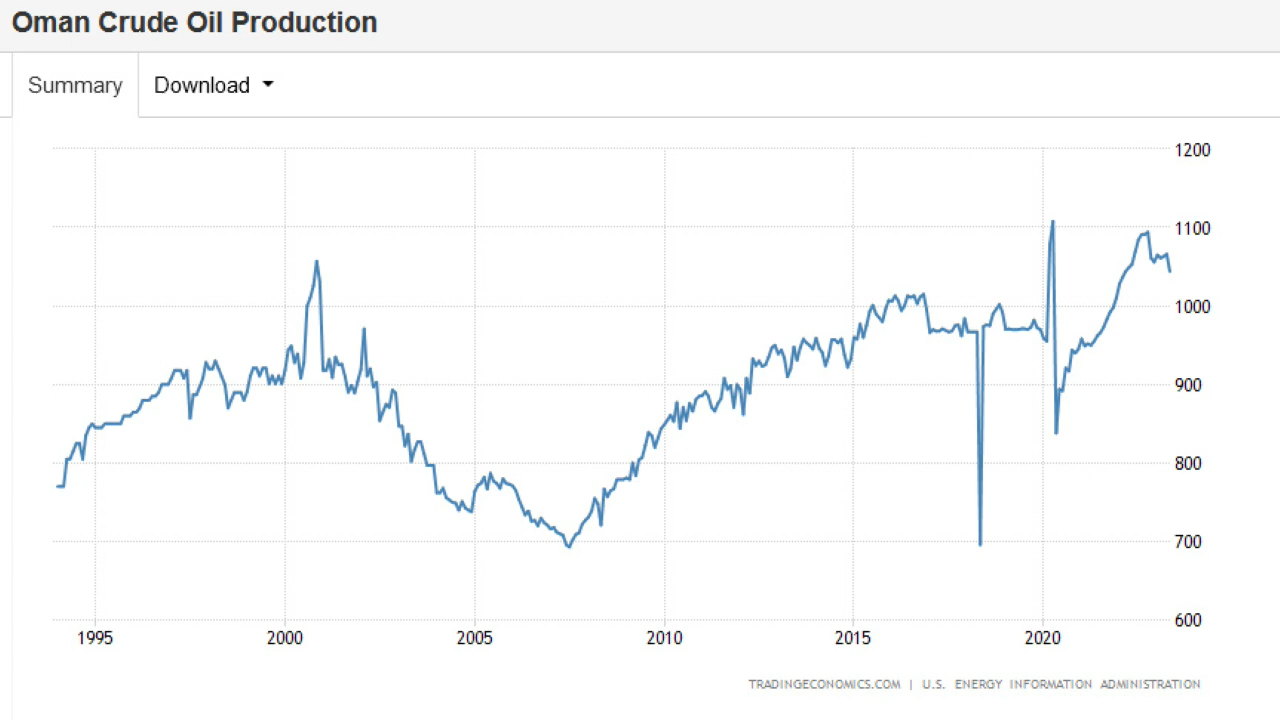 Oman Crude Oil Production
Summary Download
1200
1100
1000
900
800
700
600
1995 2000 2005 2010 2015 2020
TRADINGECONOMICS.COM | U.S. ENERGY INFORMATION ADMINISTRATION